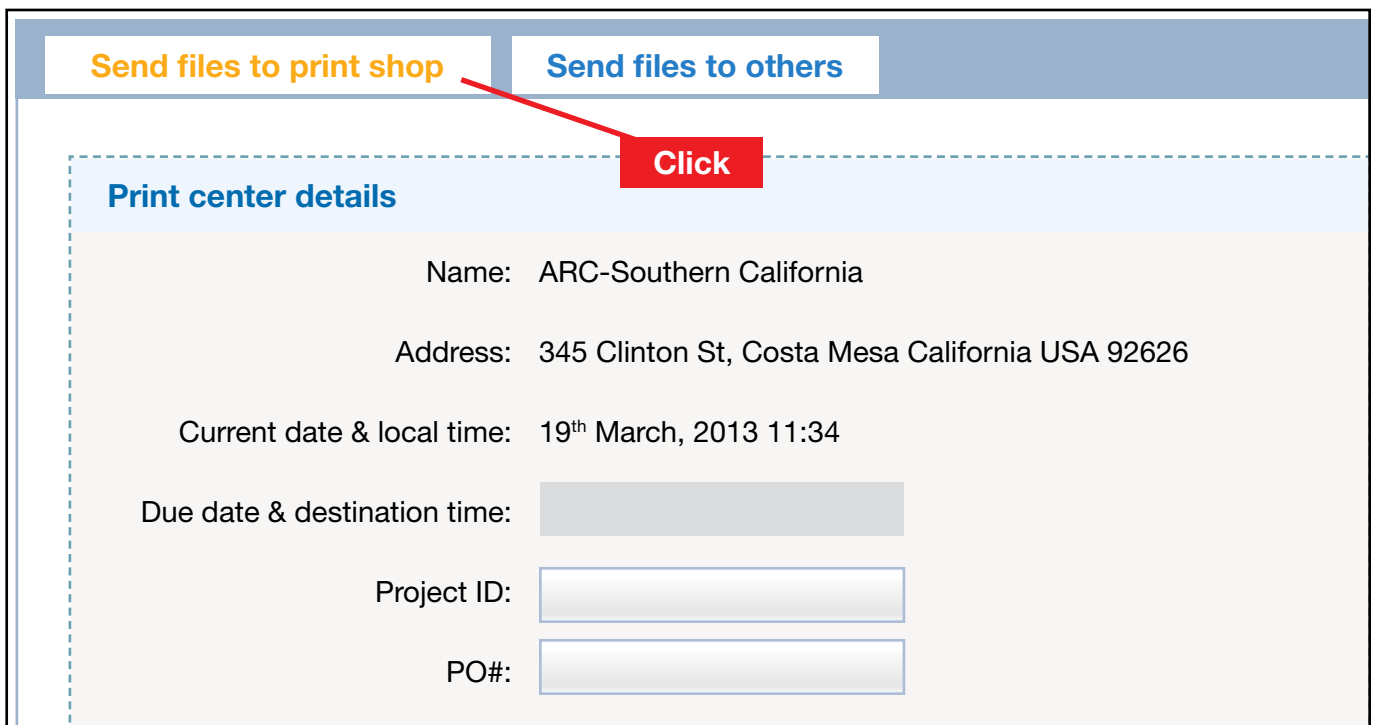 Send files to print shop
Send files to others
Click
Print center details
Name: ARC-Southern California
Address: 345 Clinton St, Costa Mesa California USA 92626
Current date & local time: 19th March, 2013 11:34
Due date & destination time:
Project ID:
PO#: